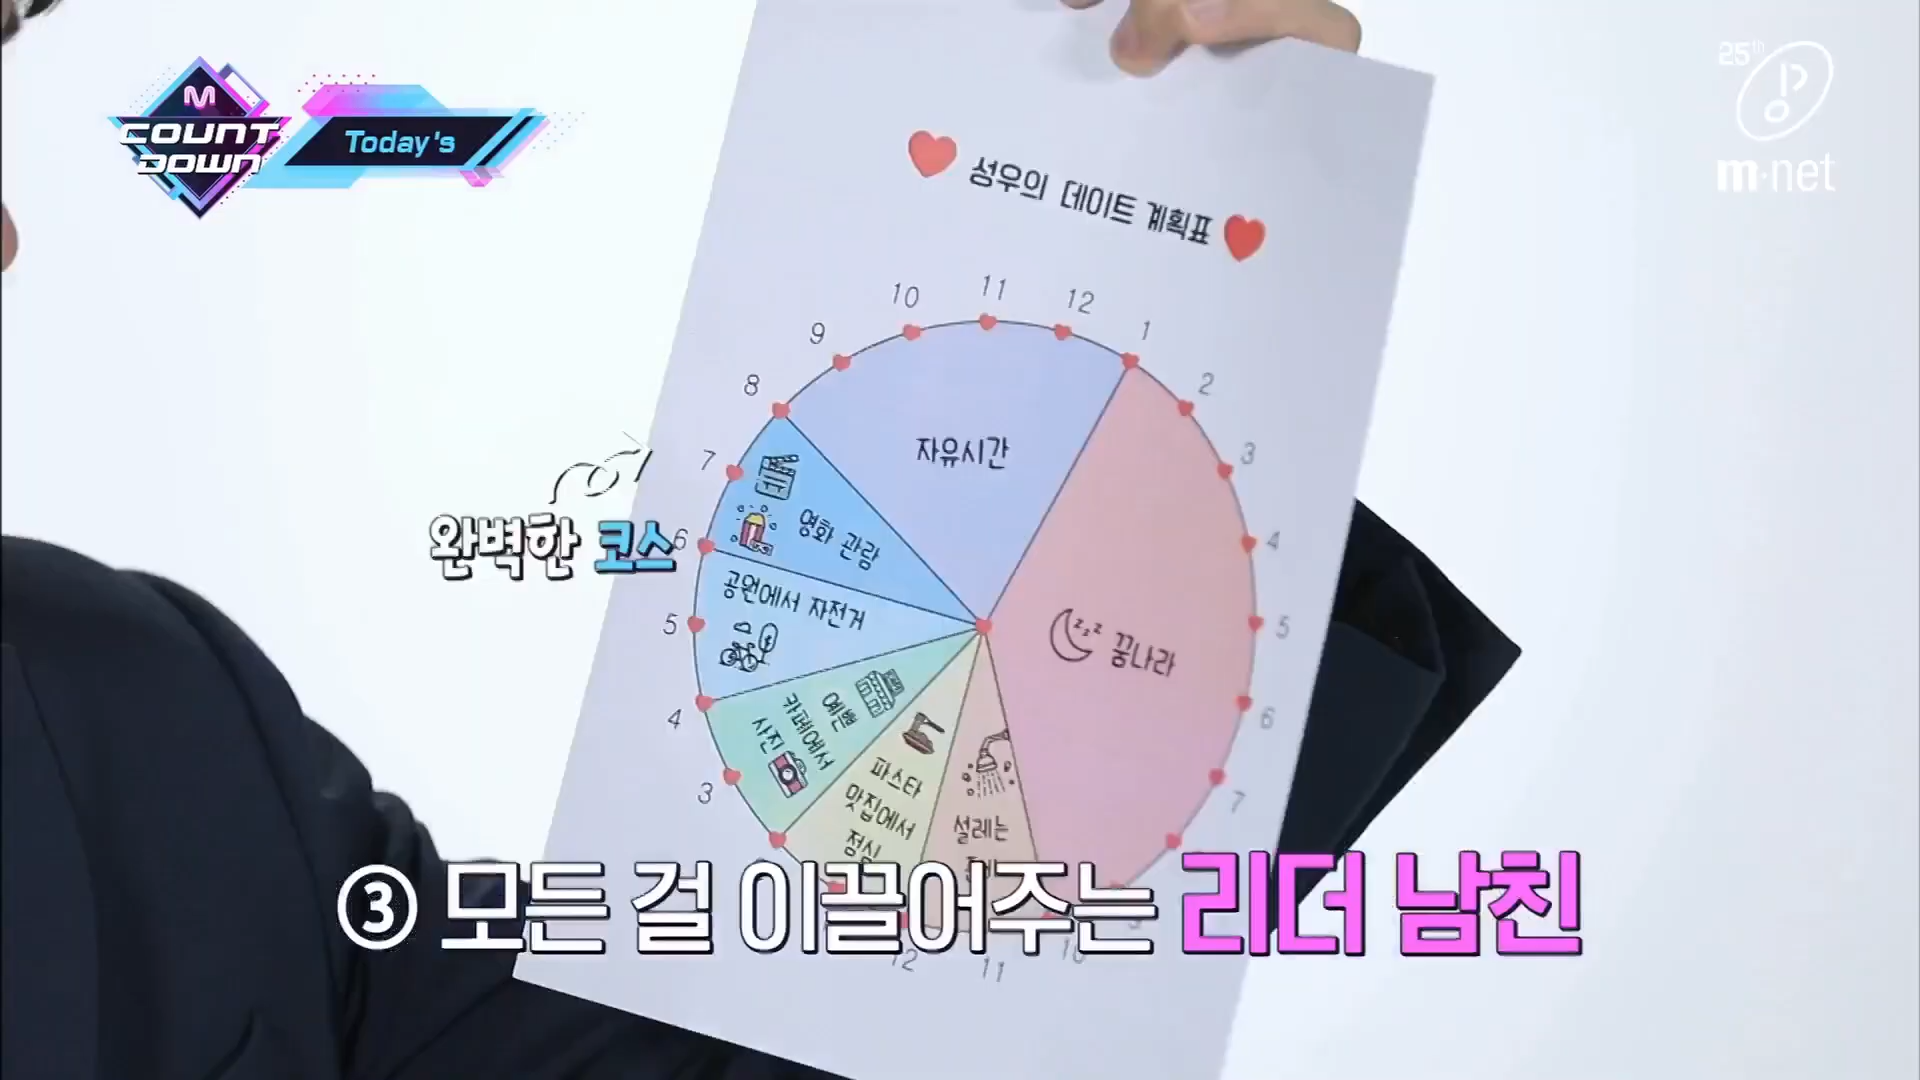 M
COUNT
DOWN
Today's
25th
m·net
성우의 데이트 계획표
10
11
12
1
9
2
8
3
7
4
6
5
5
6
4
7
3
12
11
10
9
자유시간
영화 관람
공원에서 자전거
예쁜
카페에서
사진
파스타
맛집에서
점심
설레는
꿈나라
zzz
완벽한 코스
③ 모든 걸 이끌어주는 리더 남친